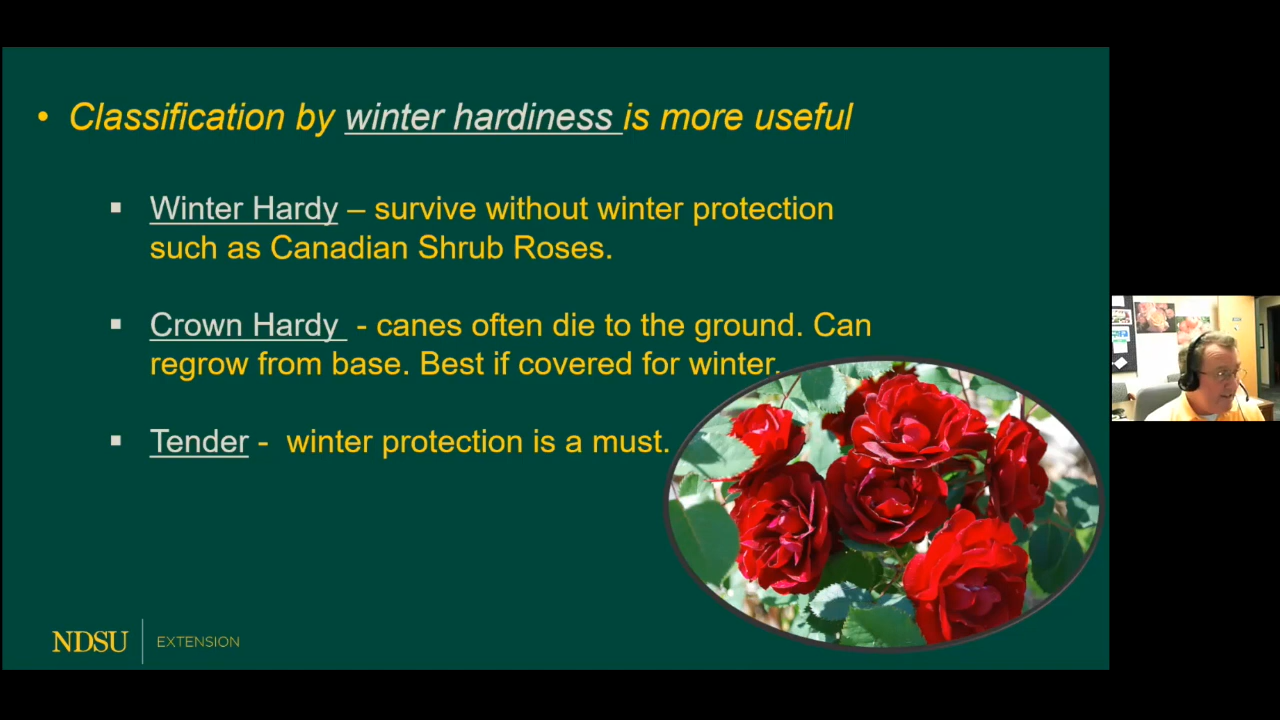 • Classification by winter hardiness is more useful
▪ Winter Hardy – survive without winter protection
such as Canadian Shrub Roses.
▪ Crown Hardy - canes often die to the ground. Can
regrow from base. Best if covered for winter.
▪ Tender - winter protection is a must.
NDSU EXTENSION